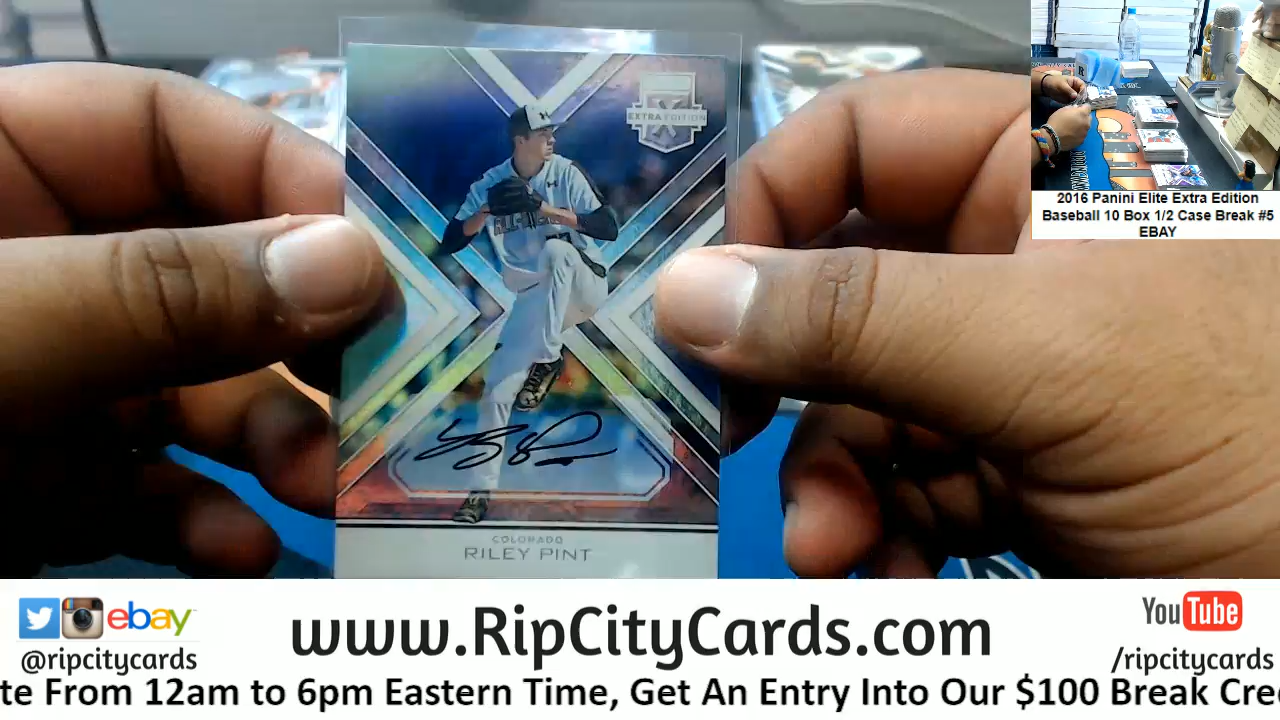 EXTRA EDITION
COLORADO
RILEY PINT
2016 Panini Elite Extra Edition
Baseball 10 Box 1/2 Case Break #5
EBAY
ebay
@ripcitycards
www.RipCityCards.com
YouTube
/ripcitycards
te From 12am to 6pm Eastern Time, Get An Entry Into Our $100 Break Cre